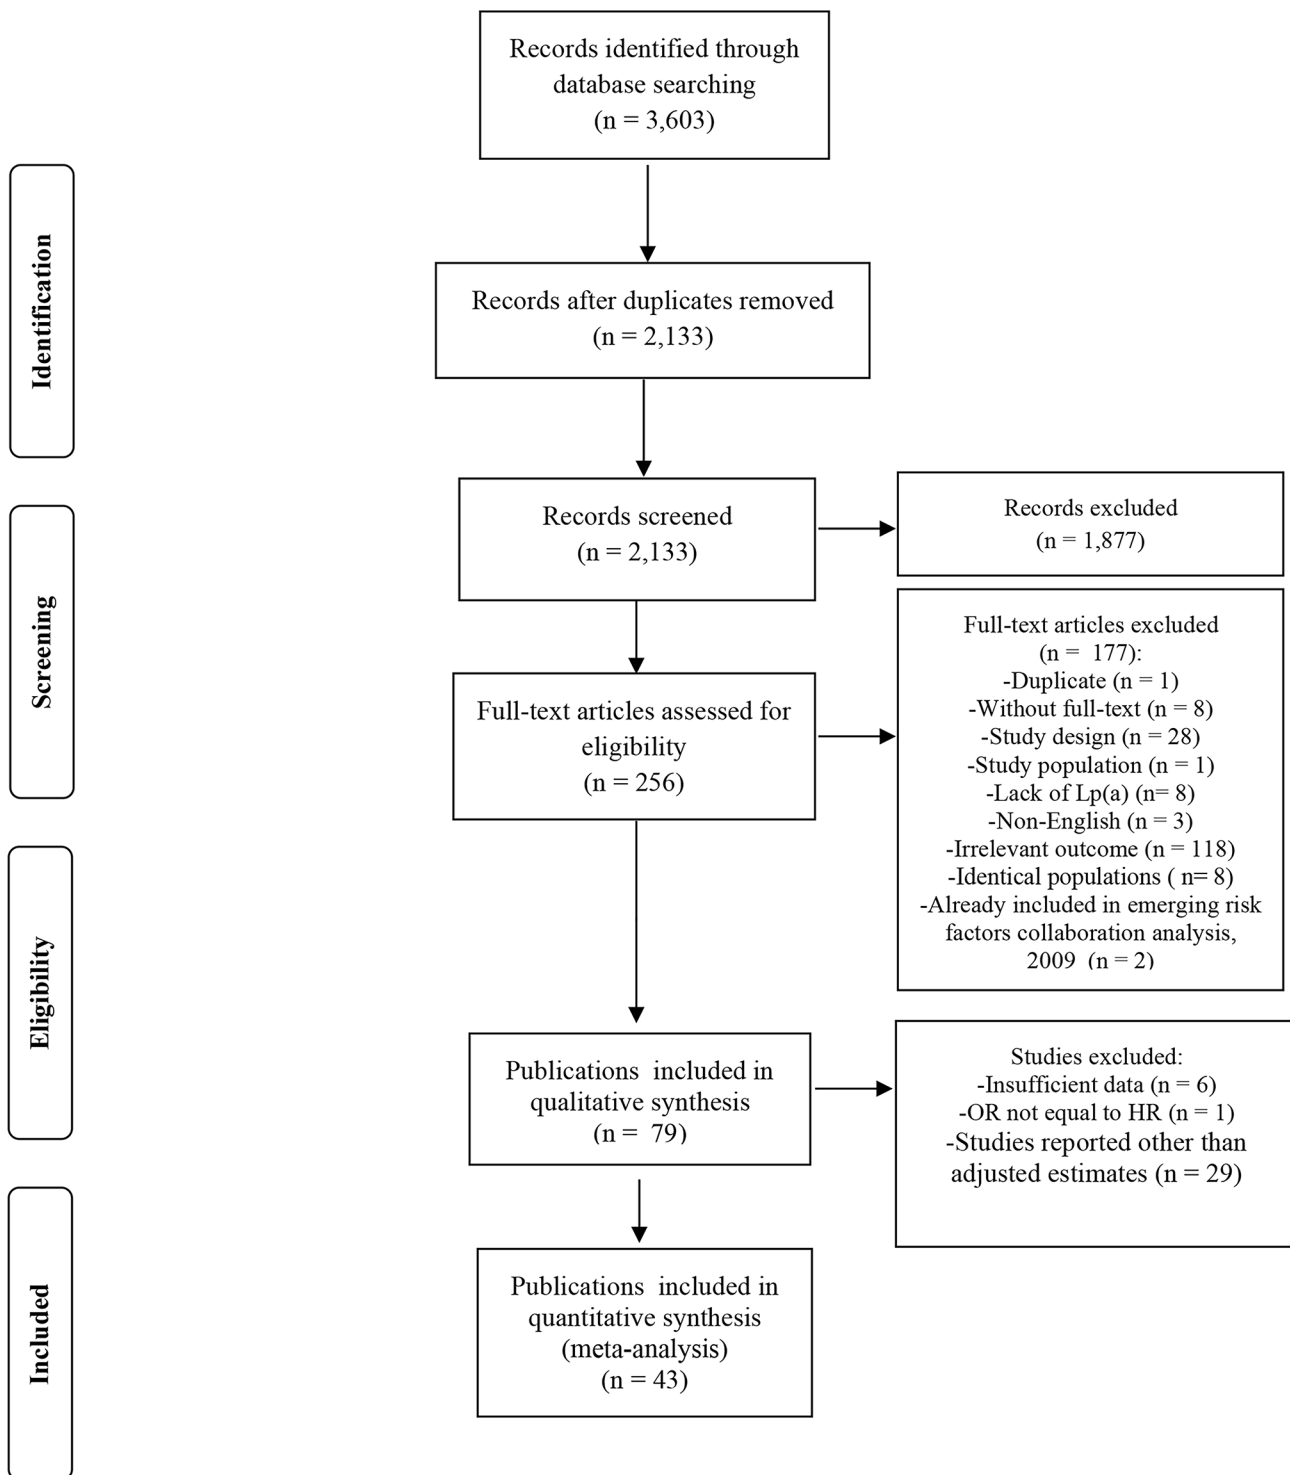 Records identified through
database searching
(n = 3,603)
Identification
Records after duplicates removed
(n = 2,133)
Screening
Records screened
(n = 2,133)
Records excluded
(n = 1,877)
Full-text articles assessed for
eligibility
(n = 256)
Full-text articles excluded
(n =  177):
-Duplicate (n = 1)
-Without full-text (n = 8)
-Study design (n = 28)
-Study population (n = 1)
-Lack of Lp(a) (n= 8)
-Non-English (n = 3)
-Irrelevant outcome (n = 118)
-Identical populations ( n= 8)
-Already included in emerging risk
factors collaboration analysis,
2009  (n = 2)
Eligibility
Publications  included in
qualitative synthesis
(n =  79)
Studies excluded:
-Insufficient data (n = 6)
-OR not equal to HR (n = 1)
-Studies reported other than
adjusted estimates (n = 29)
Included
Publications  included in
quantitative synthesis
(meta-analysis)
(n = 43)